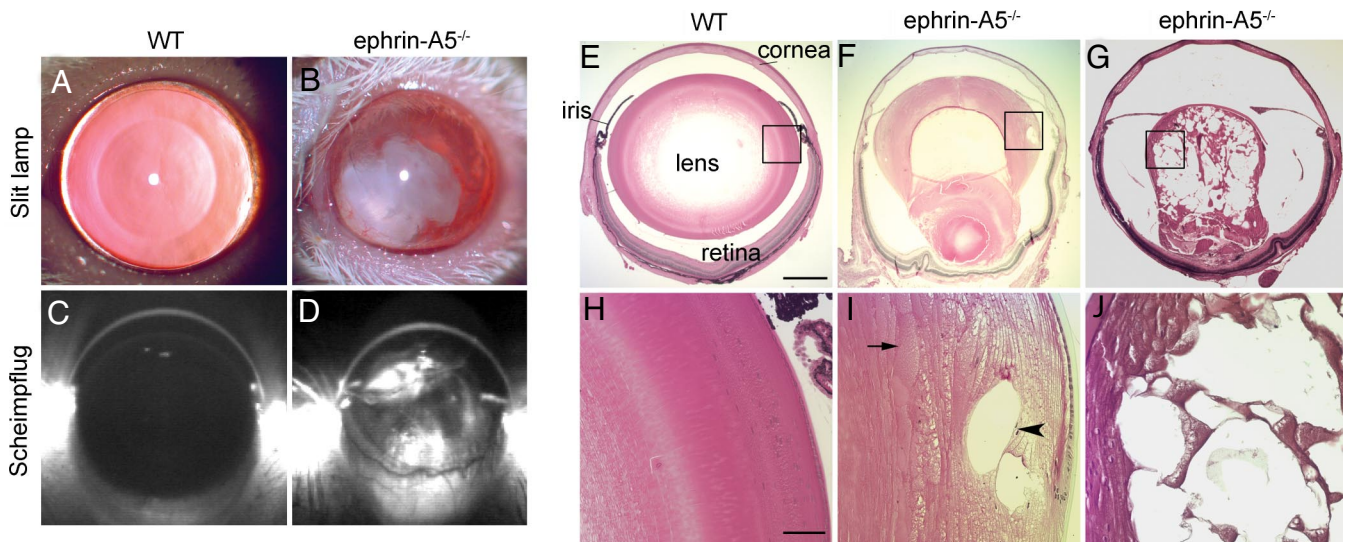 WT
ephrin-A5-/-
WT
ephrin-A5-/-
ephrin-A5-/-
Slit lamp
A
B
E
cornea
iris
lens
retina
F
G
Scheimpflug
C
D
H
I
J